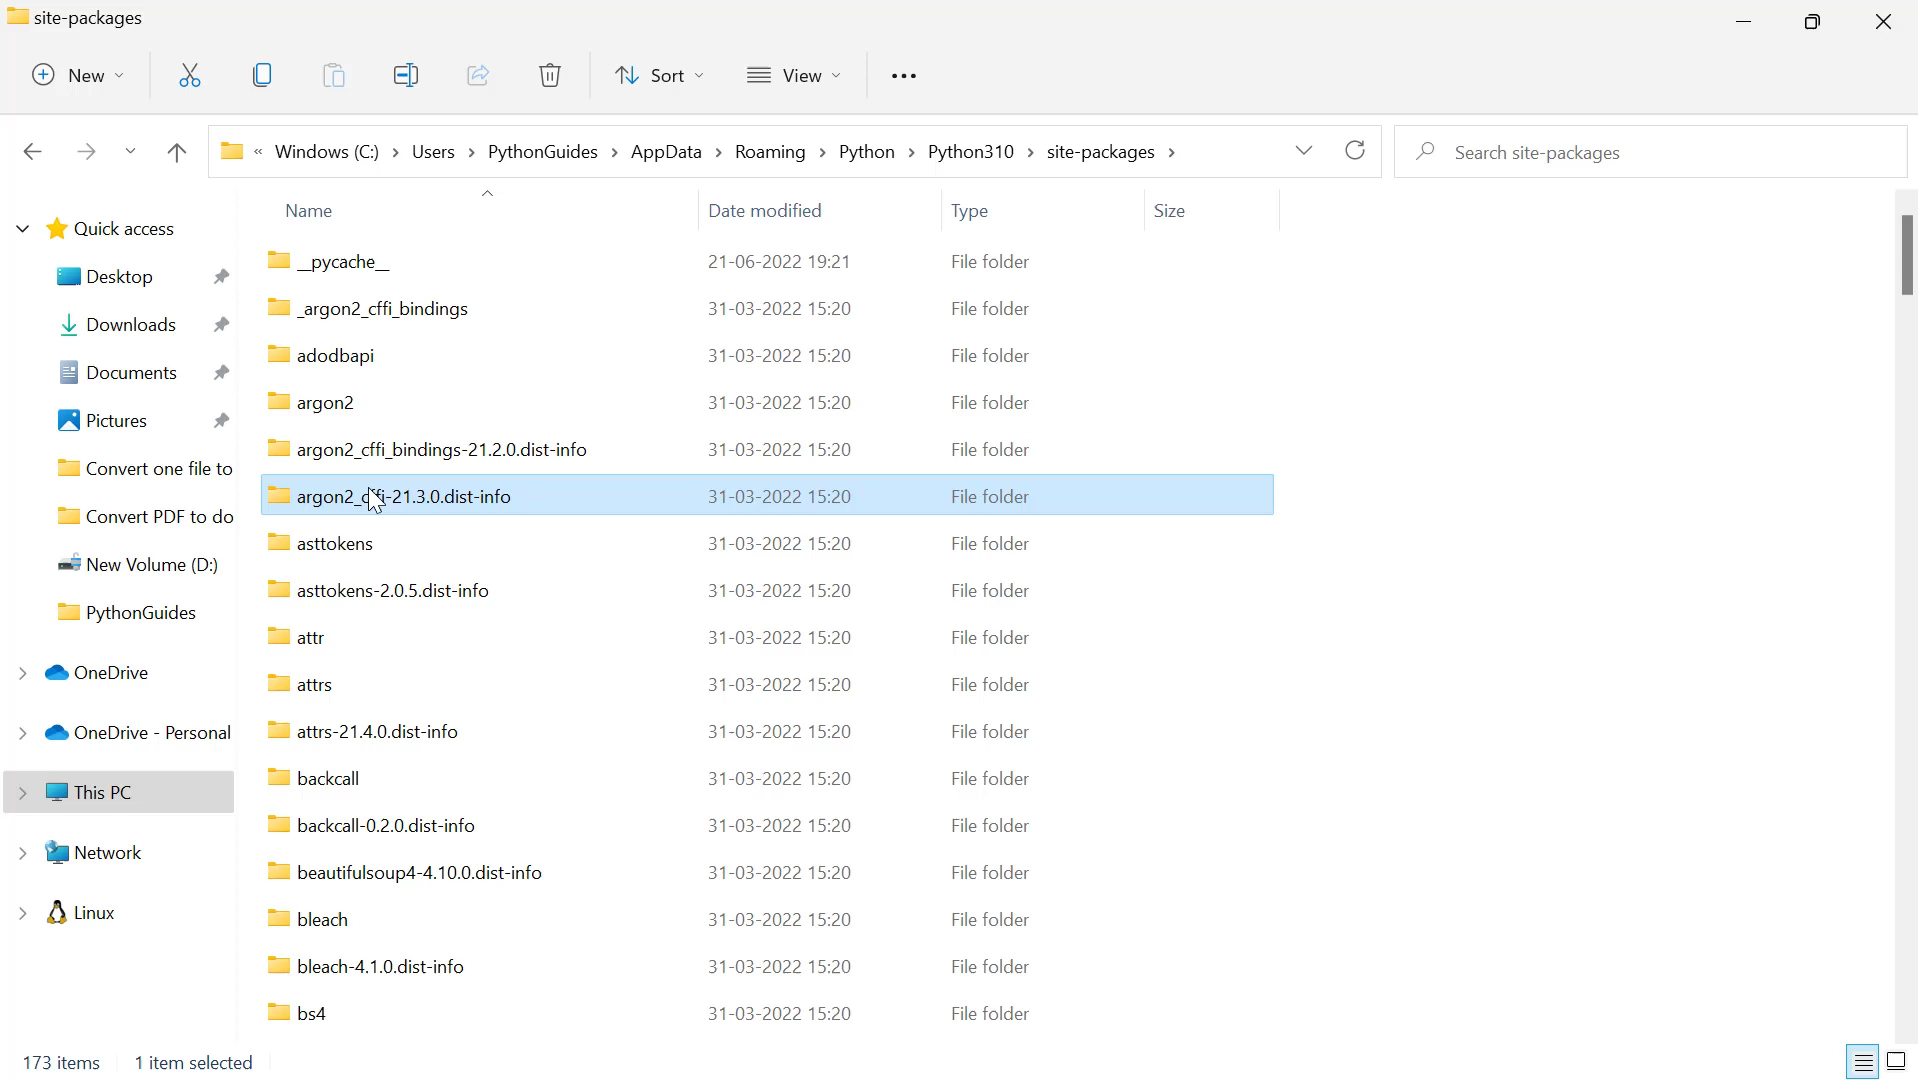 site-packages
New
Sort
View
« Windows (C:) › Users › PythonGuides › AppData › Roaming › Python › Python310 › site-packages ›
Search site-packages
Name Date modified Type Size
Quick access
Desktop
Downloads
Documents
Pictures
Convert one file to
Convert PDF to do
New Volume (D:)
PythonGuides
OneDrive
OneDrive - Personal
This PC
Network
Linux
__pycache__ 21-06-2022 19:21 File folder
_argon2_cffi_bindings 31-03-2022 15:20 File folder
adodbapi 31-03-2022 15:20 File folder
argon2 31-03-2022 15:20 File folder
argon2_cffi_bindings-21.2.0.dist-info 31-03-2022 15:20 File folder
argon2_cffi-21.3.0.dist-info 31-03-2022 15:20 File folder
asttokens 31-03-2022 15:20 File folder
asttokens-2.0.5.dist-info 31-03-2022 15:20 File folder
attr 31-03-2022 15:20 File folder
attrs 31-03-2022 15:20 File folder
attrs-21.4.0.dist-info 31-03-2022 15:20 File folder
backcall 31-03-2022 15:20 File folder
backcall-0.2.0.dist-info 31-03-2022 15:20 File folder
beautifulsoup4-4.10.0.dist-info 31-03-2022 15:20 File folder
bleach 31-03-2022 15:20 File folder
bleach-4.1.0.dist-info 31-03-2022 15:20 File folder
bs4 31-03-2022 15:20 File folder
173 items 1 item selected